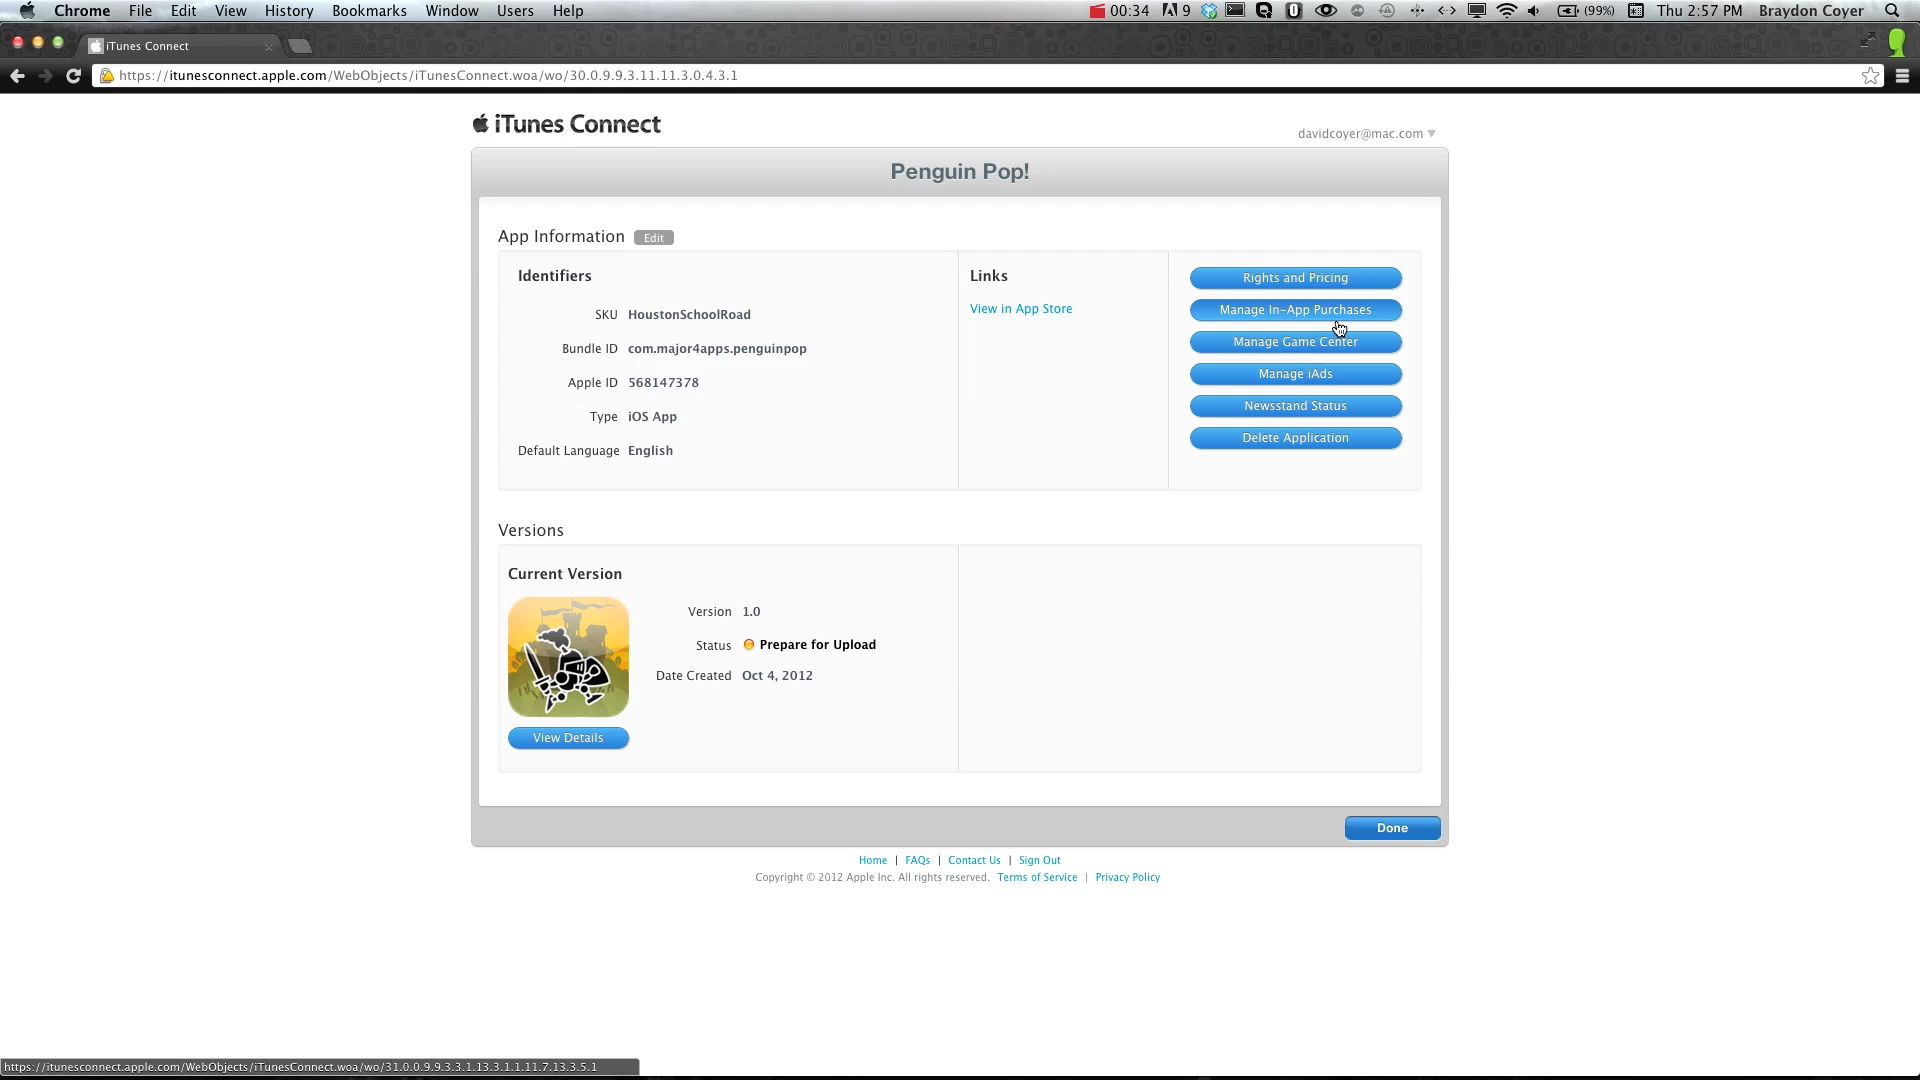 Chrome File Edit View History Bookmarks Window Users Help 00:34 9 (99%) Thu 2:57 PM Braydon Coyer
iTunes Connect
https://itunesconnect.apple.com/WebObjects/iTunesConnect.woa/wo/30.0.9.9.3.11.11.3.0.4.3.1
iTunes Connect
davidcoyer@mac.com
Penguin Pop!
App Information Edit
Identifiers
SKU HoustonSchoolRoad
Bundle ID com.major4apps.penguinpop
Apple ID 568147378
Type iOS App
Default Language English
Links
View in App Store
Rights and Pricing
Manage In-App Purchases
Manage Game Center
Manage iAds
Newsstand Status
Delete Application
Versions
Current Version
Version 1.0
Status Prepare for Upload
Date Created Oct 4, 2012
View Details
Done
Home | FAQs | Contact Us | Sign Out
Copyright © 2012 Apple Inc. All rights reserved. Terms of Service | Privacy Policy
https://itunesconnect.apple.com/WebObjects/iTunesConnect.woa/wo/31.0.0.9.9.3.3.1.13.3.1.1.11.7.13.3.5.1